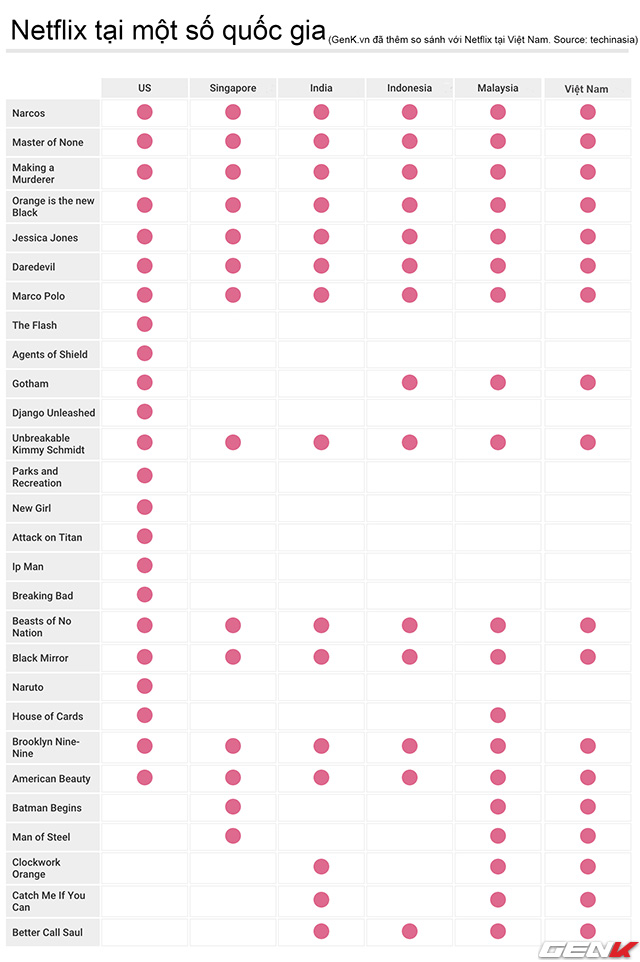 Netflix tại một số quốc gia (GenK.vn đã thêm so sánh với Netflix tại Việt Nam. Source: techinasia)
US Singapore India Indonesia Malaysia Việt Nam
Narcos
Master of None
Making a
Murderer
Orange is the new
Black
Jessica Jones
Daredevil
Marco Polo
The Flash
Agents of Shield
Gotham
Django Unleashed
Unbreakable
Kimmy Schmidt
Parks and
Recreation
New Girl
Attack on Titan
Ip Man
Breaking Bad
Beasts of No
Nation
Black Mirror
Naruto
House of Cards
Brooklyn Nine-
Nine
American Beauty
Batman Begins
Man of Steel
Clockwork
Orange
Catch Me If You
Can
Better Call Saul
GENK